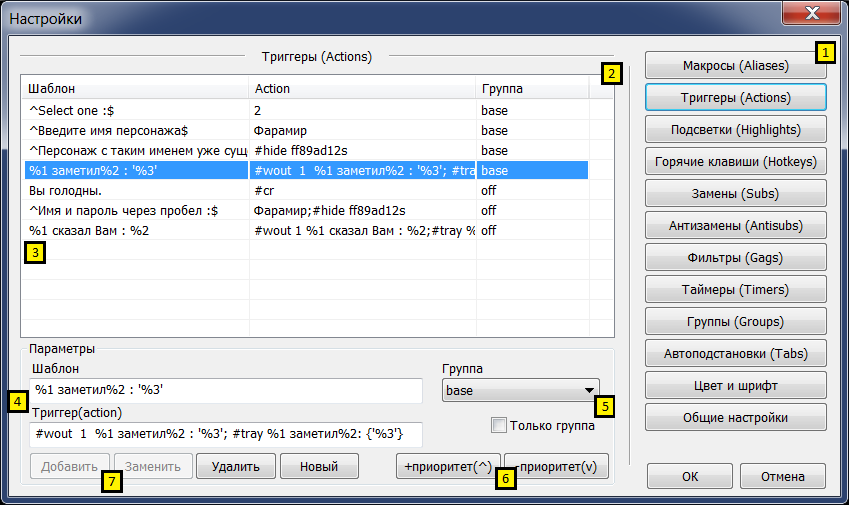 Настройки
1
Триггеры (Actions)
2
Шаблон Action Группа
^Select one :$ 2 base
^Введите имя персонажа$ Фарамир base
^Персонаж с таким именем уже сущ #hide ff89ad12s base
%1 заметил%2 : '%3' #wout 1 %1 заметил%2 : '%3'; #tra base
Вы голодны. #cr off
^Имя и пароль через пробел :$ Фарамир;#hide ff89ad12s off
%1 сказал Вам : %2 #wout 1 %1 сказал Вам : %2;#tray % off
3
Параметры
Шаблон
%1 заметил%2 : '%3'
4
Триггер(action)
#wout 1 %1 заметил%2 : '%3'; #tray %1 заметил%2: {'%3'}
Группа
base
5
Только группа
Добавить Заменить Удалить Новый +приоритет(^) -приоритет(v)
7
6
Макросы (Aliases)
Триггеры (Actions)
Подсветки (Highlights)
Горячие клавиши (Hotkeys)
Замены (Subs)
Антизамены (Antisubs)
Фильтры (Gags)
Таймеры (Timers)
Группы (Groups)
Автоподстановки (Tabs)
Цвет и шрифт
Общие настройки
OK Отмена